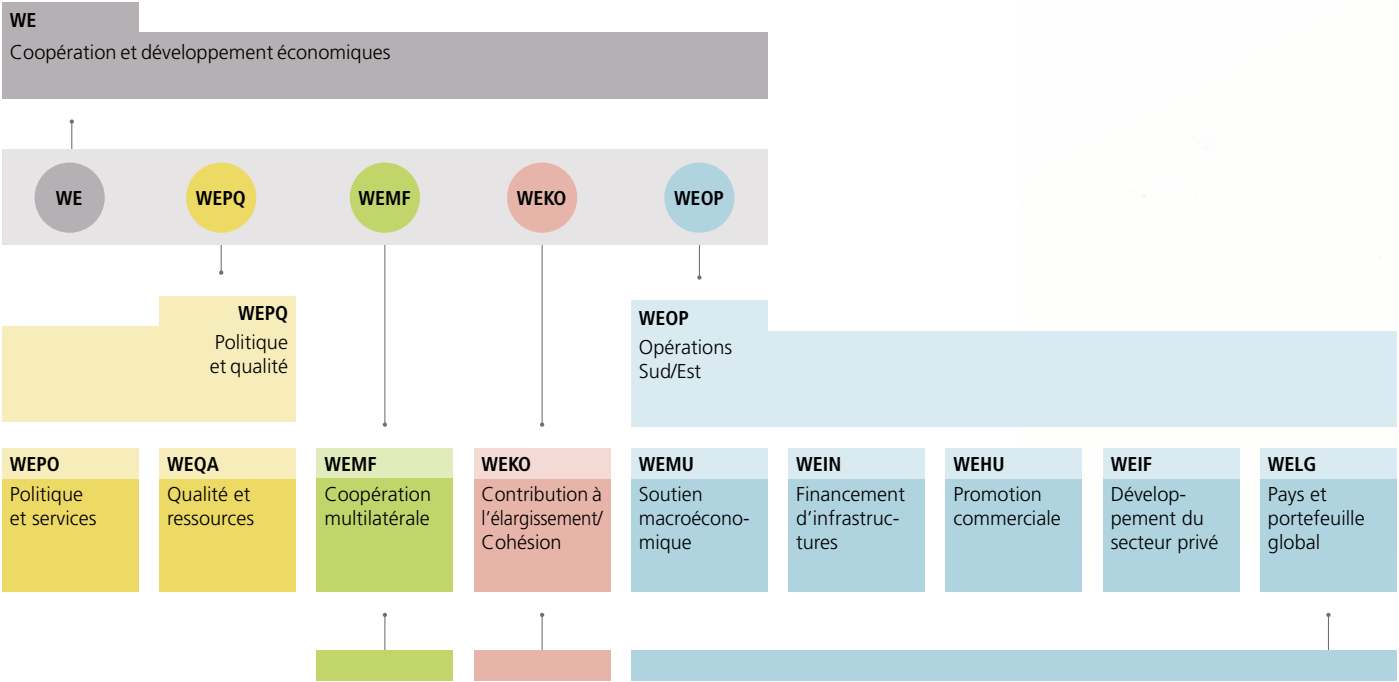 WE
Coopération et développement économiques
WE
WEPQ
WEMF
WEKO
WEOP
WEPQ
Politique
et qualité
WEOP
Opérations
Sud/Est
WEPO
Politique
et services
WEQA
Qualité et
ressources
WEMF
Coopération
multilatérale
WEKO
Contribution à
l'élargissement/
Cohésion
WEMU
Soutien
macroécono-
mique
WEIN
Financement
d'infrastruc-
tures
WEHU
Promotion
commerciale
WEIF
Dévelop-
pement du
secteur privé
WELG
Pays et
portefeuille
global